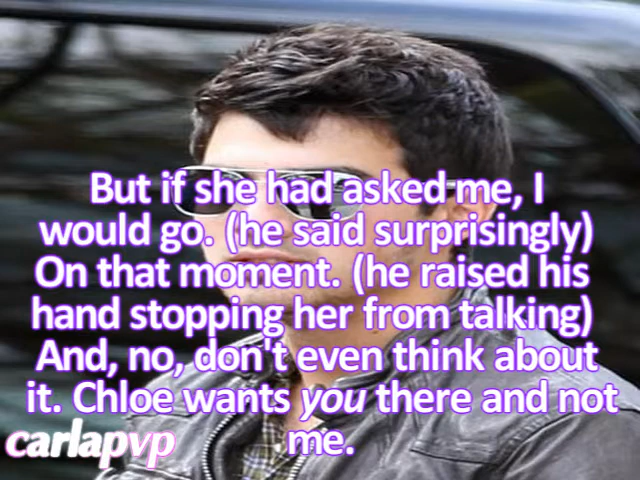 But if she had asked me, I
would go. (he said surprisingly)
On that moment. (he raised his
hand stopping her from talking)
And, no, don't even think about
it. Chloe wants you there and not
me.
carlapvp